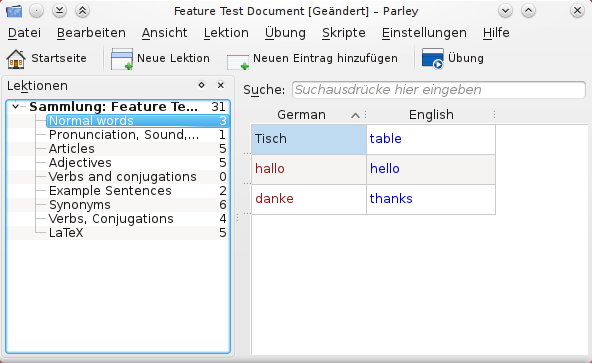 Feature Test Document [Geändert] – Parley
Datei Bearbeiten Ansicht Lektion Übung Skripte Einstellungen Hilfe
Startseite Neue Lektion Neuen Eintrag hinzufügen Übung
Lektionen
Suche: Suchausdrücke hier eingeben
Sammlung: Feature Te... 31
Normal words 3
Pronunciation, Sound,... 1
Articles 5
Adjectives 5
Verbs and conjugations 0
Example Sentences 2
Synonyms 6
Verbs, Conjugations 4
LaTeX 5
German English
Tisch table
hallo hello
danke thanks